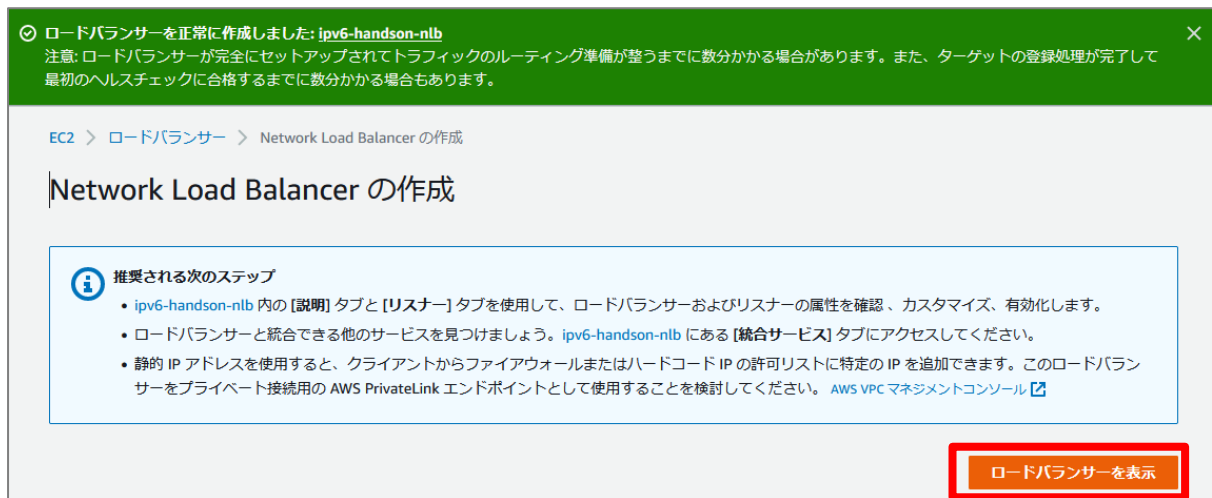 ロードバランサーを正常に作成しました: ipv6-handson-nlb
注意: ロードバランサーが完全にセットアップされてトラフィックのルーティング準備が整うまでに数分かかる場合があります。また、ターゲットの登録処理が完了して
最初のヘルスチェックに合格するまでに数分かかる場合もあります。
EC2 > ロードバランサー > Network Load Balancer の作成
Network Load Balancer の作成
推奨される次のステップ
• ipv6-handson-nlb 内の [説明] タブと [リスナー] タブを使用して、ロードバランサーおよびリスナーの属性を確認 、カスタマイズ、有効化します。
• ロードバランサーと統合できる他のサービスを見つけましょう。ipv6-handson-nlb にある [統合サービス] タブにアクセスしてください。
• 静的 IP アドレスを使用すると、クライアントからファイアウォールまたはハードコード IP の許可リストに特定の IP を追加できます。このロードバラン
サーをプライベート接続用の AWS PrivateLink エンドポイントとして使用することを検討してください。 AWS VPC マネジメントコンソール
ロードバランサーを表示